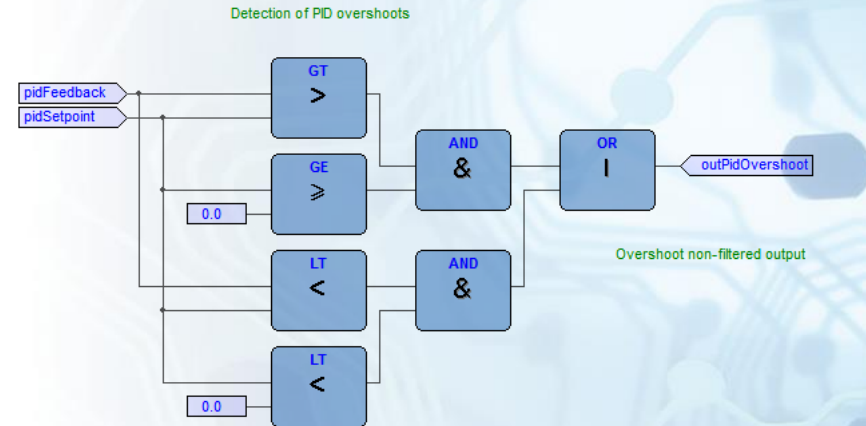 Detection of PID overshoots
GT
>
pidFeedback
pidSetpoint
AND
&
OR
|
outPidOvershoot
GE
≥
0.0
Overshoot non-filtered output
LT
<
AND
&
LT
<
0.0